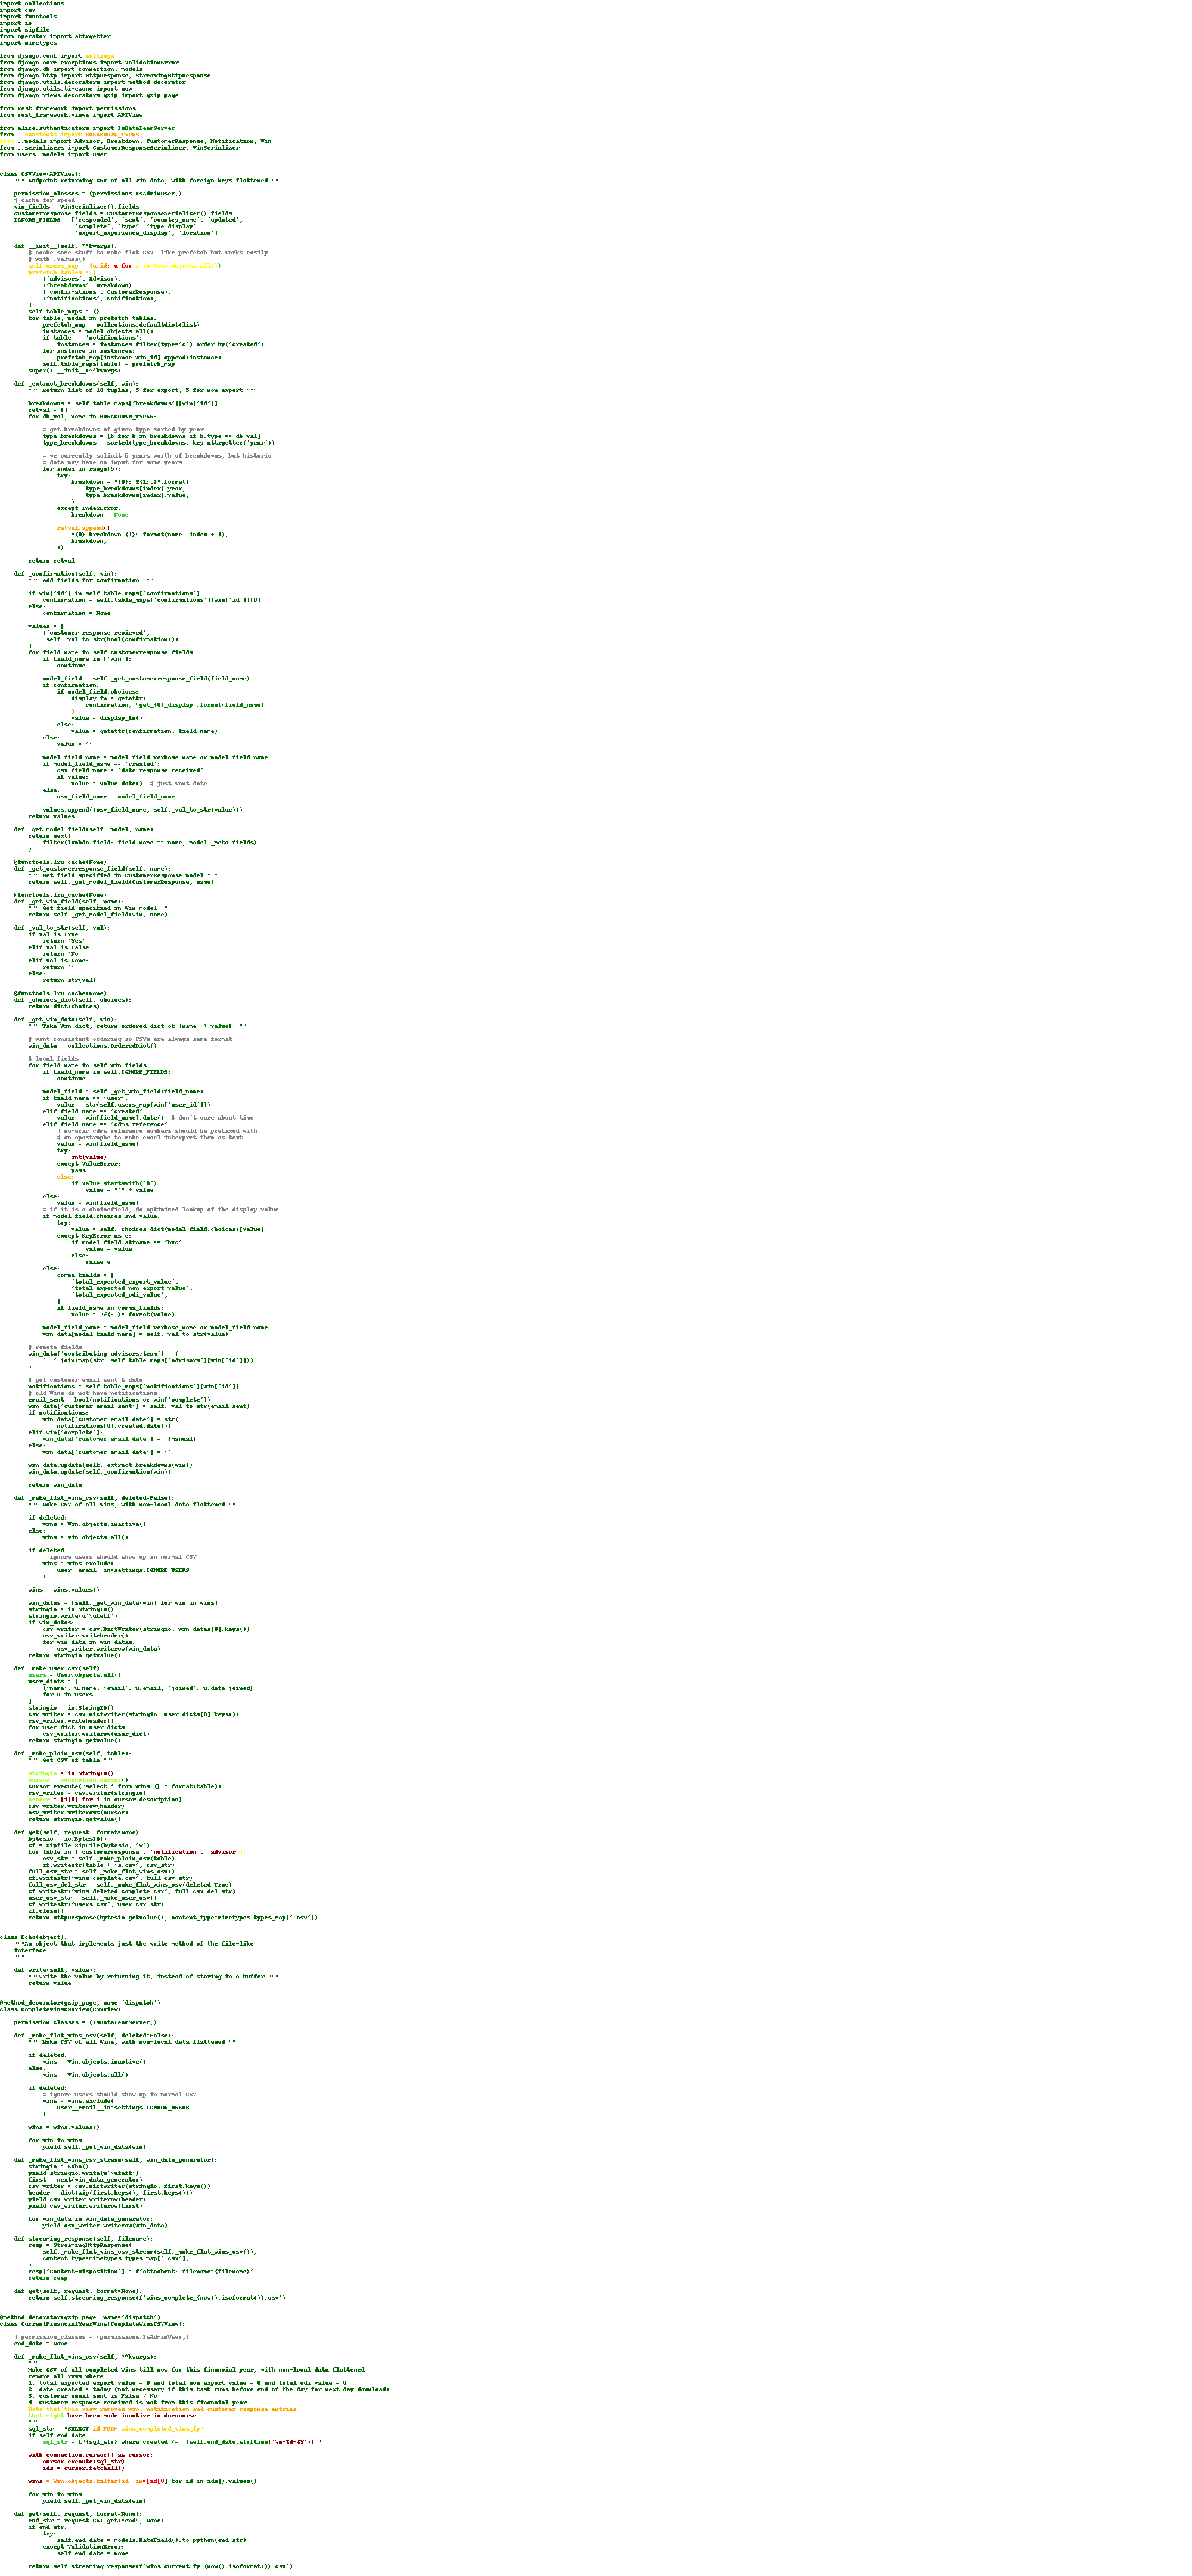 import collections
import csv
import functools
import io
import zipfile
from operator import attrgetter
import mimetypes
from django.conf import settings
from django.core.exceptions import ValidationError
from django.db import connection, models
from django.http import HttpResponse, StreamingHttpResponse
from django.utils.decorators import method_decorator
from django.utils.timezone import now
from django.views.decorators.gzip import gzip_page
from rest_framework import permissions
from rest_framework.views import APIView
from alice.authenticators import IsDataTeamServer
from ..constants import BREAKDOWN_TYPES
from ..models import Advisor, Breakdown, CustomerResponse, Notification, Win
from ..serializers import CustomerResponseSerializer, WinSerializer
from users.models import User
class CSVView(APIView):
""" Endpoint returning CSV of all Win data, with foreign keys flattened """
permission_classes = (permissions.IsAdminUser,)
# cache for speed
win_fields = WinSerializer().fields
customerresponse_fields = CustomerResponseSerializer().fields
IGNORE_FIELDS = ['responded', 'sent', 'country_name', 'updated',
'complete', 'type', 'type_display',
'export_experience_display', 'location']
def __init__(self, **kwargs):
# cache some stuff to make flat CSV. like prefetch but works easily
# with .values()
self.users_map = {u.id: u for u in User.objects.all()}
prefetch_tables = [
('advisors', Advisor),
('breakdowns', Breakdown),
('confirmations', CustomerResponse),
('notifications', Notification),
]
self.table_maps = {}
for table, model in prefetch_tables:
prefetch_map = collections.defaultdict(list)
instances = model.objects.all()
if table == 'notifications':
instances = instances.filter(type='c').order_by('created')
for instance in instances:
prefetch_map[instance.win_id].append(instance)
self.table_maps[table] = prefetch_map
super().__init__(**kwargs)
def _extract_breakdowns(self, win):
""" Return list of 10 tuples, 5 for export, 5 for non-export """
breakdowns = self.table_maps['breakdowns'][win['id']]
retval = []
for db_val, name in BREAKDOWN_TYPES:
# get breakdowns of given type sorted by year
type_breakdowns = [b for b in breakdowns if b.type == db_val]
type_breakdowns = sorted(type_breakdowns, key=attrgetter('year'))
# we currently solicit 5 years worth of breakdowns, but historic
# data may have no input for some years
for index in range(5):
try:
breakdown = "{0}: £{1:,}".format(
type_breakdowns[index].year,
type_breakdowns[index].value,
)
except IndexError:
breakdown = None
retval.append((
"{0} breakdown {1}".format(name, index + 1),
breakdown,
))
return retval
def _confirmation(self, win):
""" Add fields for confirmation """
if win['id'] in self.table_maps['confirmations']:
confirmation = self.table_maps['confirmations'][win['id']][0]
else:
confirmation = None
values = [
('customer response recieved',
self._val_to_str(bool(confirmation)))
]
for field_name in self.customerresponse_fields:
if field_name in ['win']:
continue
model_field = self._get_customerresponse_field(field_name)
if confirmation:
if model_field.choices:
display_fn = getattr(
confirmation, "get_{0}_display".format(field_name)
)
value = display_fn()
else:
value = getattr(confirmation, field_name)
else:
value = ''
model_field_name = model_field.verbose_name or model_field.name
if model_field_name == 'created':
csv_field_name = 'date response received'
if value:
value = value.date()  # just want date
else:
csv_field_name = model_field_name
values.append((csv_field_name, self._val_to_str(value)))
return values
def _get_model_field(self, model, name):
return next(
filter(lambda field: field.name == name, model._meta.fields)
)
@functools.lru_cache(None)
def _get_customerresponse_field(self, name):
""" Get field specified in CustomerResponse model """
return self._get_model_field(CustomerResponse, name)
@functools.lru_cache(None)
def _get_win_field(self, name):
""" Get field specified in Win model """
return self._get_model_field(Win, name)
def _val_to_str(self, val):
if val is True:
return 'Yes'
elif val is False:
return 'No'
elif val is None:
return ''
else:
return str(val)
@functools.lru_cache(None)
def _choices_dict(self, choices):
return dict(choices)
def _get_win_data(self, win):
""" Take Win dict, return ordered dict of {name -> value} """
# want consistent ordering so CSVs are always same format
win_data = collections.OrderedDict()
# local fields
for field_name in self.win_fields:
if field_name in self.IGNORE_FIELDS:
continue
model_field = self._get_win_field(field_name)
if field_name == 'user':
value = str(self.users_map[win['user_id']])
elif field_name == 'created':
value = win[field_name].date()  # don't care about time
elif field_name == 'cdms_reference':
# numeric cdms reference numbers should be prefixed with
# an apostrophe to make excel interpret them as text
value = win[field_name]
try:
int(value)
except ValueError:
pass
else:
if value.startswith('0'):
value = "'" + value
else:
value = win[field_name]
# if it is a choicefield, do optimized lookup of the display value
if model_field.choices and value:
try:
value = self._choices_dict(model_field.choices)[value]
except KeyError as e:
if model_field.attname == 'hvc':
value = value
else:
raise e
else:
comma_fields = [
'total_expected_export_value',
'total_expected_non_export_value',
'total_expected_odi_value',
]
if field_name in comma_fields:
value = "£{:,}".format(value)
model_field_name = model_field.verbose_name or model_field.name
win_data[model_field_name] = self._val_to_str(value)
# remote fields
win_data['contributing advisors/team'] = (
', '.join(map(str, self.table_maps['advisors'][win['id']]))
)
# get customer email sent & date
notifications = self.table_maps['notifications'][win['id']]
# old Wins do not have notifications
email_sent = bool(notifications or win['complete'])
win_data['customer email sent'] = self._val_to_str(email_sent)
if notifications:
win_data['customer email date'] = str(
notifications[0].created.date())
elif win['complete']:
win_data['customer email date'] = '[manual]'
else:
win_data['customer email date'] = ''
win_data.update(self._extract_breakdowns(win))
win_data.update(self._confirmation(win))
return win_data
def _make_flat_wins_csv(self, deleted=False):
""" Make CSV of all Wins, with non-local data flattened """
if deleted:
wins = Win.objects.inactive()
else:
wins = Win.objects.all()
if deleted:
# ignore users should show up in normal CSV
wins = wins.exclude(
user__email__in=settings.IGNORE_USERS
)
wins = wins.values()
win_datas = [self._get_win_data(win) for win in wins]
stringio = io.StringIO()
stringio.write(u'\ufeff')
if win_datas:
csv_writer = csv.DictWriter(stringio, win_datas[0].keys())
csv_writer.writeheader()
for win_data in win_datas:
csv_writer.writerow(win_data)
return stringio.getvalue()
def _make_user_csv(self):
users = User.objects.all()
user_dicts = [
{'name': u.name, 'email': u.email, 'joined': u.date_joined}
for u in users
]
stringio = io.StringIO()
csv_writer = csv.DictWriter(stringio, user_dicts[0].keys())
csv_writer.writeheader()
for user_dict in user_dicts:
csv_writer.writerow(user_dict)
return stringio.getvalue()
def _make_plain_csv(self, table):
""" Get CSV of table """
stringio = io.StringIO()
cursor = connection.cursor()
cursor.execute("select * from wins_{};".format(table))
csv_writer = csv.writer(stringio)
header = [i[0] for i in cursor.description]
csv_writer.writerow(header)
csv_writer.writerows(cursor)
return stringio.getvalue()
def get(self, request, format=None):
bytesio = io.BytesIO()
zf = zipfile.ZipFile(bytesio, 'w')
for table in ['customerresponse', 'notification', 'advisor']:
csv_str = self._make_plain_csv(table)
zf.writestr(table + 's.csv', csv_str)
full_csv_str = self._make_flat_wins_csv()
zf.writestr('wins_complete.csv', full_csv_str)
full_csv_del_str = self._make_flat_wins_csv(deleted=True)
zf.writestr('wins_deleted_complete.csv', full_csv_del_str)
user_csv_str = self._make_user_csv()
zf.writestr('users.csv', user_csv_str)
zf.close()
return HttpResponse(bytesio.getvalue(), content_type=mimetypes.types_map['.csv'])
class Echo(object):
"""An object that implements just the write method of the file-like
interface.
"""
def write(self, value):
"""Write the value by returning it, instead of storing in a buffer."""
return value
@method_decorator(gzip_page, name='dispatch')
class CompleteWinsCSVView(CSVView):
permission_classes = (IsDataTeamServer,)
def _make_flat_wins_csv(self, deleted=False):
""" Make CSV of all Wins, with non-local data flattened """
if deleted:
wins = Win.objects.inactive()
else:
wins = Win.objects.all()
if deleted:
# ignore users should show up in normal CSV
wins = wins.exclude(
user__email__in=settings.IGNORE_USERS
)
wins = wins.values()
for win in wins:
yield self._get_win_data(win)
def _make_flat_wins_csv_stream(self, win_data_generator):
stringio = Echo()
yield stringio.write(u'\ufeff')
first = next(win_data_generator)
csv_writer = csv.DictWriter(stringio, first.keys())
header = dict(zip(first.keys(), first.keys()))
yield csv_writer.writerow(header)
yield csv_writer.writerow(first)
for win_data in win_data_generator:
yield csv_writer.writerow(win_data)
def streaming_response(self, filename):
resp = StreamingHttpResponse(
self._make_flat_wins_csv_stream(self._make_flat_wins_csv()),
content_type=mimetypes.types_map['.csv'],
)
resp['Content-Disposition'] = f'attachent; filename={filename}'
return resp
def get(self, request, format=None):
return self.streaming_response(f'wins_complete_{now().isoformat()}.csv')
@method_decorator(gzip_page, name='dispatch')
class CurrentFinancialYearWins(CompleteWinsCSVView):
# permission_classes = (permissions.IsAdminUser,)
end_date = None
def _make_flat_wins_csv(self, **kwargs):
"""
Make CSV of all completed Wins till now for this financial year, with non-local data flattened
remove all rows where:
1. total expected export value = 0 and total non export value = 0 and total odi value = 0
2. date created = today (not necessary if this task runs before end of the day for next day download)
3. customer email sent is False / No
4. Customer response received is not from this financial year
Note that this view removes win, notification and customer response entries
that might have been made inactive in duecourse
"""
sql_str = "SELECT id FROM wins_completed_wins_fy"
if self.end_date:
sql_str = f"{sql_str} where created <= '{self.end_date.strftime('%m-%d-%Y')}'"
with connection.cursor() as cursor:
cursor.execute(sql_str)
ids = cursor.fetchall()
wins = Win.objects.filter(id__in=[id[0] for id in ids]).values()
for win in wins:
yield self._get_win_data(win)
def get(self, request, format=None):
end_str = request.GET.get("end", None)
if end_str:
try:
self.end_date = models.DateField().to_python(end_str)
except ValidationError:
self.end_date = None
return self.streaming_response(f'wins_current_fy_{now().isoformat()}.csv')